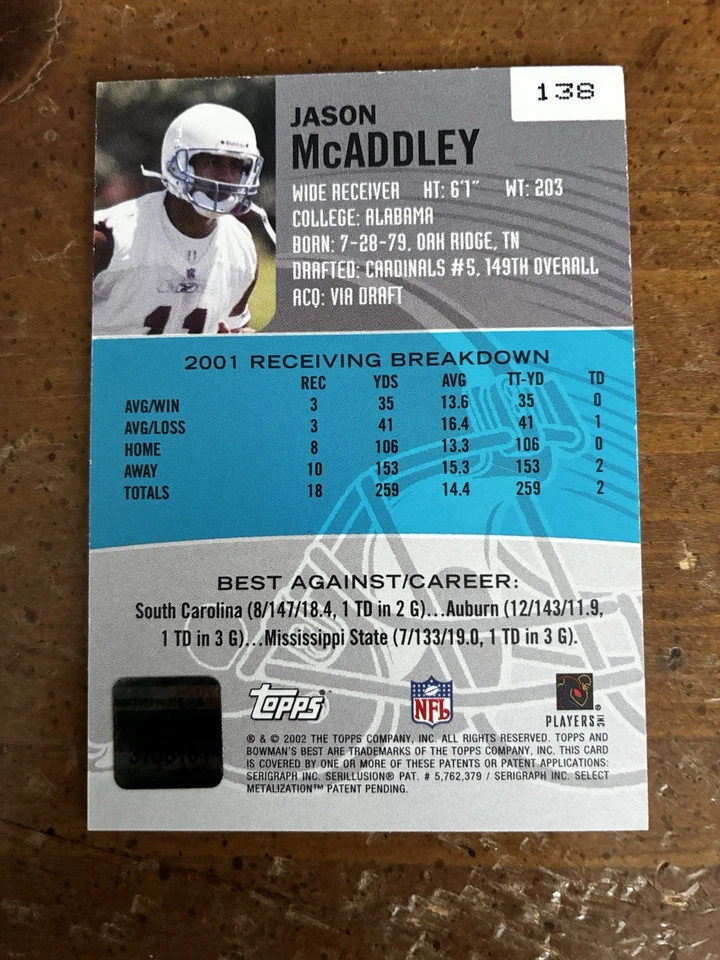 138
JASON
McADDLEY
WIDE RECEIVER HT: 6'1" WT: 203
COLLEGE: ALABAMA
BORN: 7-28-79, OAK RIDGE, TN
DRAFTED: CARDINALS #5, 149TH OVERALL
ACQ: VIA DRAFT
11
2001 RECEIVING BREAKDOWN
REC YDS AVG TT-YD TD
AVG/WIN 3 35 13.6 35 0
AVG/LOSS 3 41 16.4 41 1
HOME 8 106 13.3 106 0
AWAY 10 153 15.3 153 2
TOTALS 18 259 14.4 259 2
BEST AGAINST/CAREER:
South Carolina (8/147/18.4, 1 TD in 2 G)...Auburn (12/143/11.9,
1 TD in 3 G)...Mississippi State (7/133/19.0, 1 TD in 3 G).
topps®
NFL
PLAYERS INC
® & © 2002 THE TOPPS COMPANY, INC. ALL RIGHTS RESERVED. TOPPS AND
BOWMAN'S BEST ARE TRADEMARKS OF THE TOPPS COMPANY, INC. THIS CARD
IS COVERED BY ONE OR MORE OF THESE PATENTS OR PATENT APPLICATIONS:
SERIGRAPH INC. SERILLUSION® PAT. # 5,762,379 / SERIGRAPH INC. SELECT
METALIZATION™ PATENT PENDING.